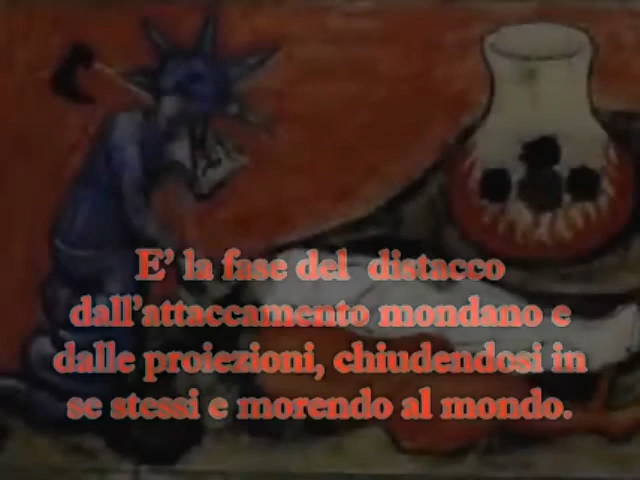 E' la fase del distacco
dall'attaccamento mondano e
dalle proiezioni, chiudendosi in
se stessi e morendo al mondo.